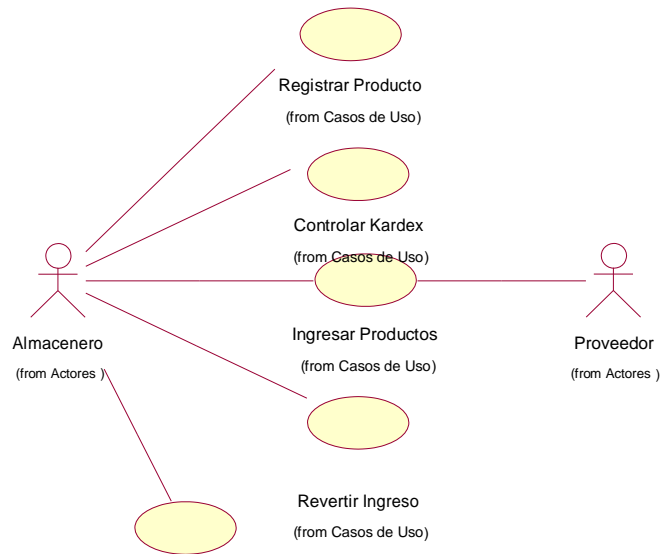 Registrar Producto
(from Casos de Uso)
Controlar Kardex
(from Casos de Uso)
Almacenero
(from Actores )
Ingresar Productos
(from Casos de Uso)
Proveedor
(from Actores )
Revertir Ingreso
(from Casos de Uso)